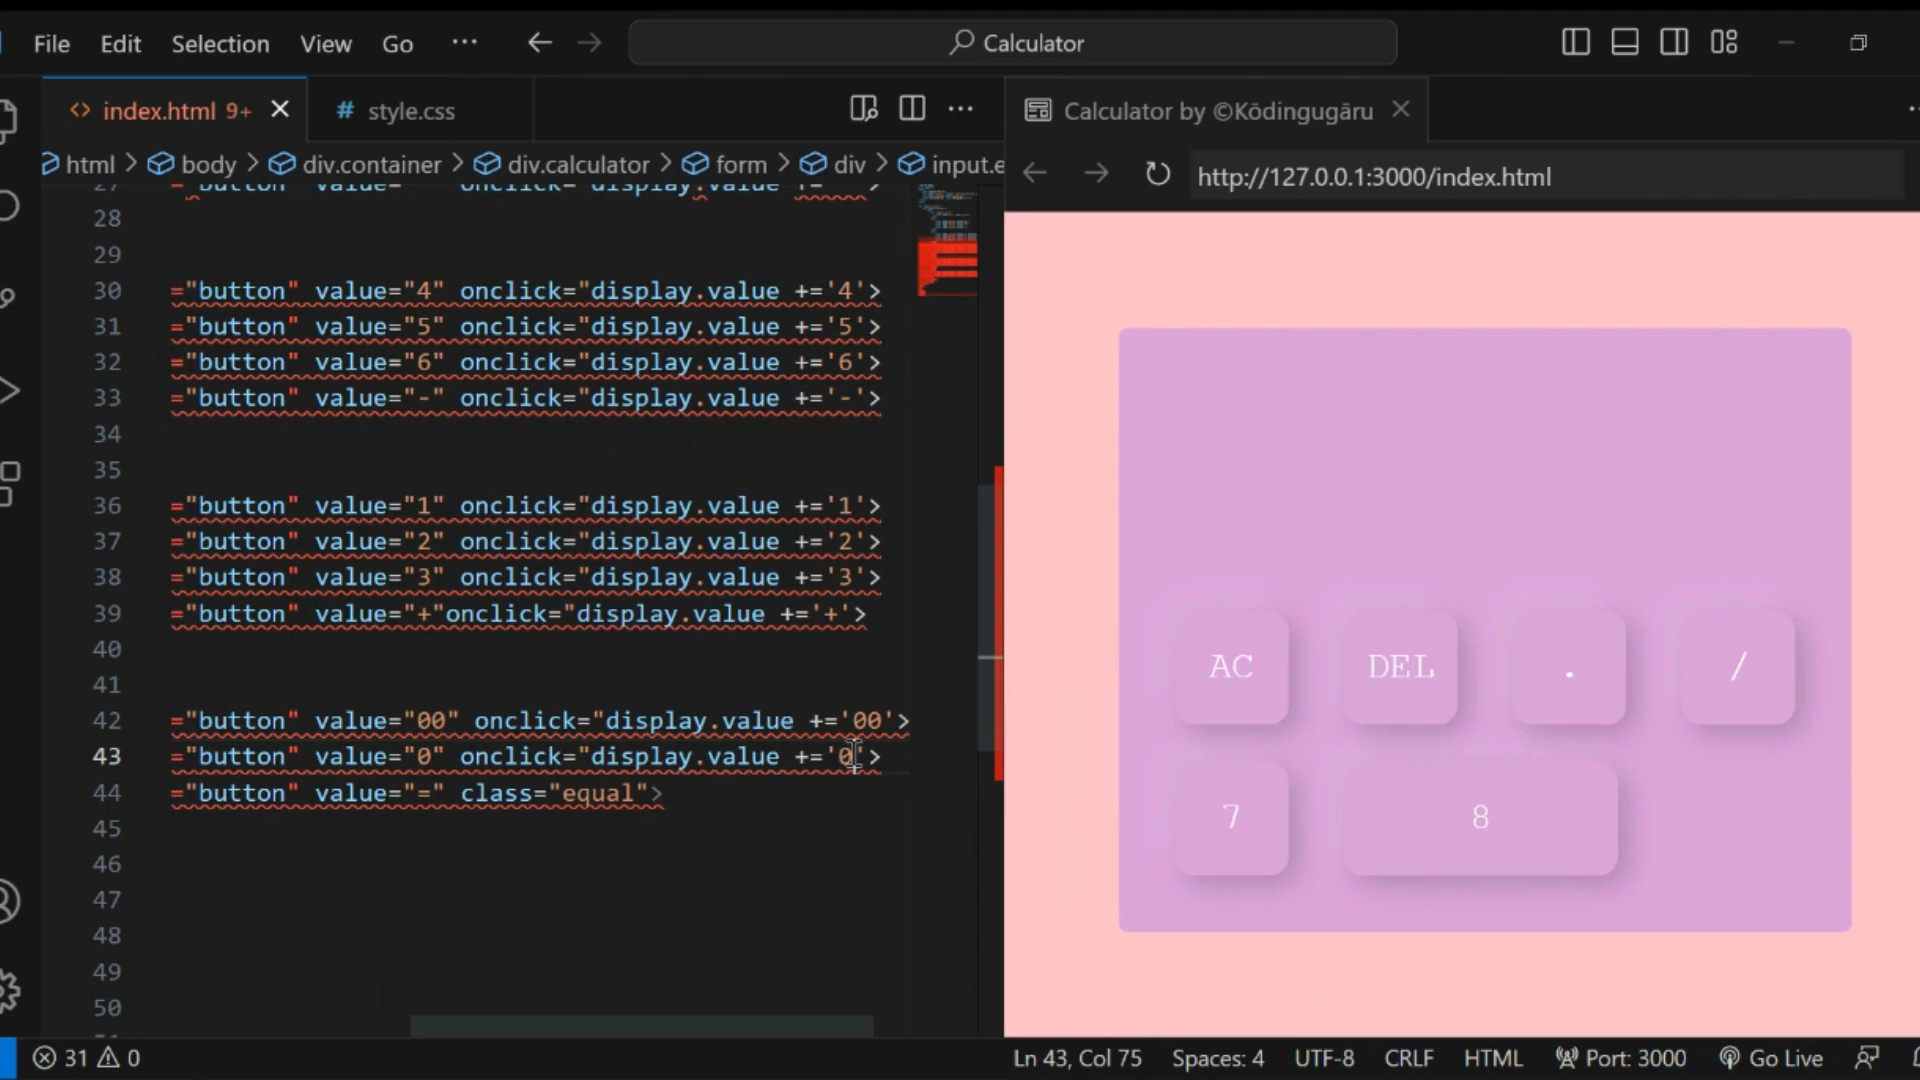 File Edit Selection View Go ··· Calculator
index.html 9+ # style.css ···
html > body > div.container > div.calculator > form > div > input.e
28
29
30 ="button" value="4" onclick="display.value +='4'>
31 ="button" value="5" onclick="display.value +='5'>
32 ="button" value="6" onclick="display.value +='6'>
33 ="button" value="-" onclick="display.value +='-'>
34
35
36 ="button" value="1" onclick="display.value +='1'>
37 ="button" value="2" onclick="display.value +='2'>
38 ="button" value="3" onclick="display.value +='3'>
39 ="button" value="+"onclick="display.value +='+'>
40
41
42 ="button" value="00" onclick="display.value +='00'>
43 ="button" value="0" onclick="display.value +='0'>
44 ="button" value="=" class="equal">
45
46
47
48
49
50
Calculator by ©Kōdingugāru
http://127.0.0.1:3000/index.html
AC DEL . /
7 8
31 0 Ln 43, Col 75 Spaces: 4 UTF-8 CRLF HTML Port: 3000 Go Live